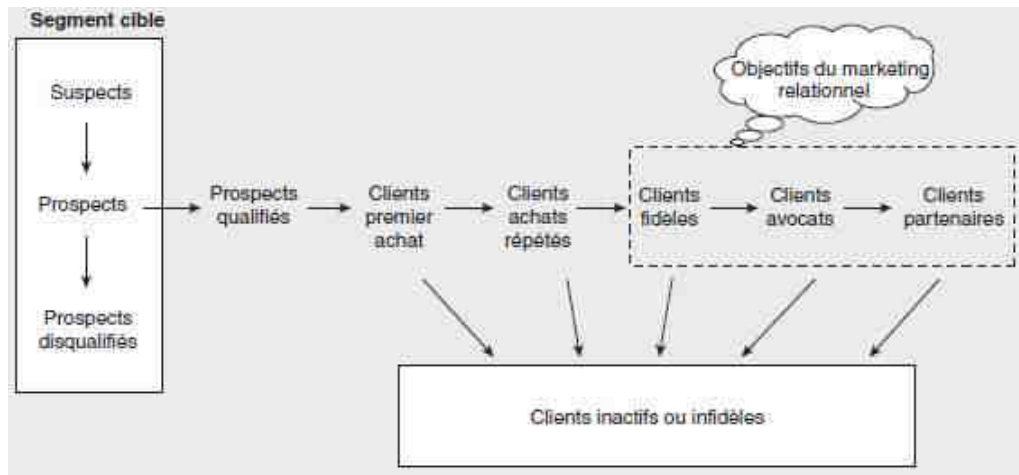 Segment cible
Suspects
Prospects
Prospects
disqualifiés
Prospects
qualifiés
Clients
premier
achat
Clients
achats
répétés
Objectifs du marketing
relationnel
Clients
fidèles
Clients
avocats
Clients
partenaires
Clients inactifs ou infidèles